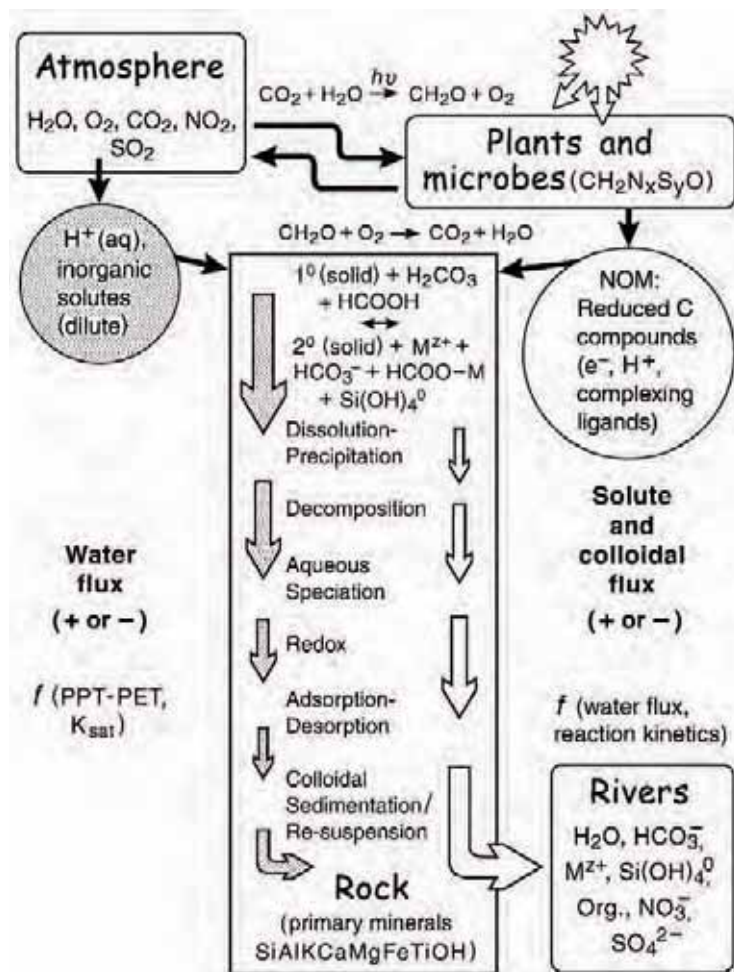 Atmosphere
H₂O, O₂, CO₂, NO₂,
SO₂
CO₂ + H₂O →hν CH₂O + O₂
Plants and
microbes (CH₂NₓSᵧO)
H⁺ (aq),
inorganic
solutes
(dilute)
CH₂O + O₂ → CO₂ + H₂O
1⁰ (solid) + H₂CO₃
+ HCOOH
↔
2⁰ (solid) + Mᶻ⁺ +
HCO₃⁻ + HCOO–M
+ Si(OH)₄⁰
NOM:
Reduced C
compounds
(e⁻, H⁺,
complexing
ligands)
Dissolution-
Precipitation
Decomposition
Aqueous
Speciation
Redox
Adsorption-
Desorption
Colloidal
Sedimentation/
Re-suspension
Rock
(primary minerals
SiAlKCaMgFeTiOH)
Water
flux
(+ or −)
f (PPT-PET,
Kₛₐₜ)
Solute
and
colloidal
flux
(+ or −)
f (water flux,
reaction kinetics)
Rivers
H₂O, HCO₃⁻,
Mᶻ⁺, Si(OH)₄⁰,
Org., NO₃⁻,
SO₄²⁻